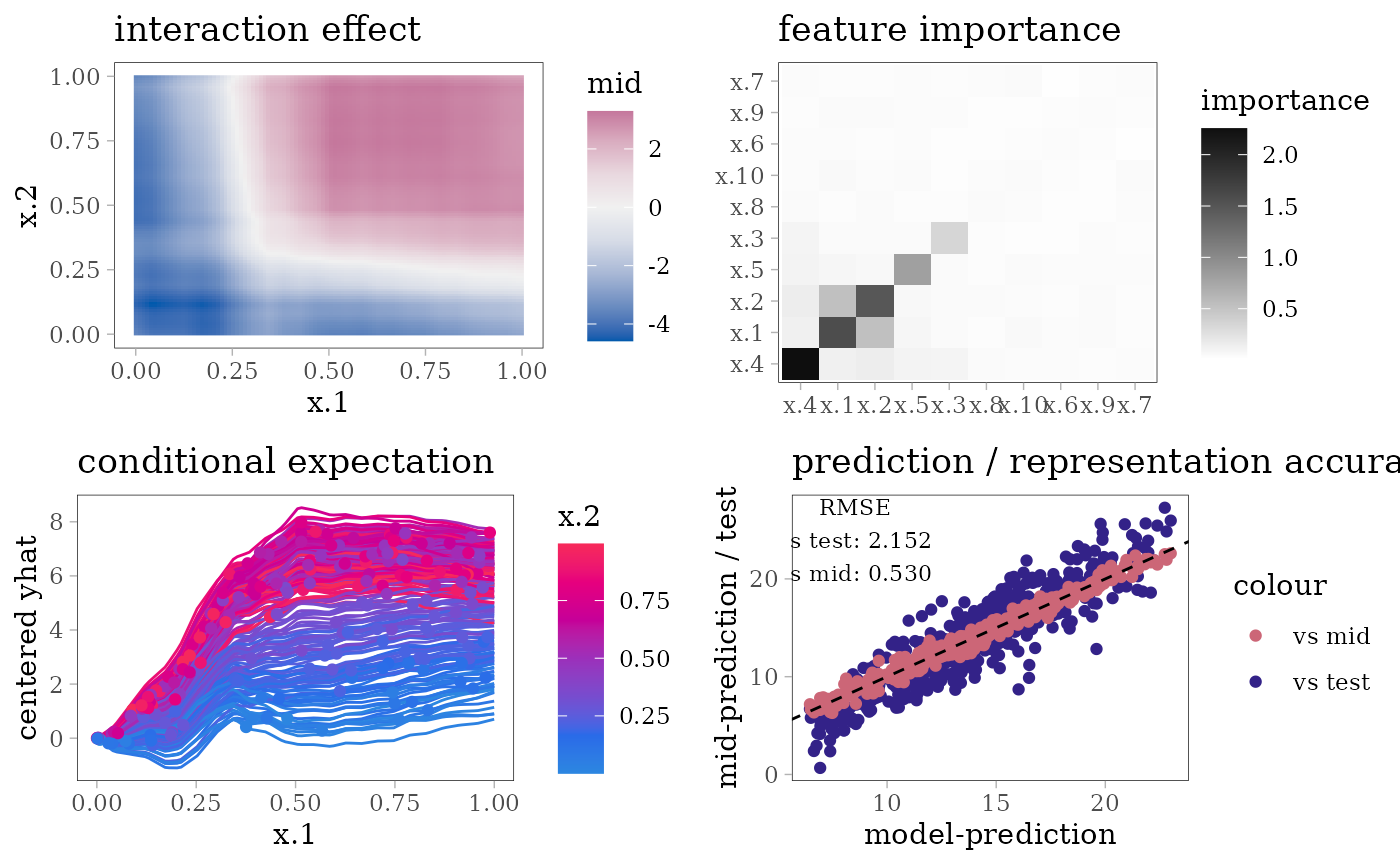 interaction effect
mid
1.00
0.75
0.50
0.25
0.00
x.2
2
0
-2
-4
0.00 0.25 0.50 0.75 1.00
x.1
feature importance
importance
x.7
x.9
x.6
x.10
x.8
x.3
x.5
x.2
x.1
x.4
2.0
1.5
1.0
0.5
x.4 x.1 x.2 x.5 x.3 x.8 x.10 x.6 x.9 x.7
conditional expectation
x.2
8
6
4
2
0
centered yhat
0.75
0.50
0.25
0.00 0.25 0.50 0.75 1.00
x.1
prediction / representation accura
RMSE
s test: 2.152
s mid: 0.530
20
10
0
mid-prediction / test
colour
vs mid
vs test
10 15 20
model-prediction